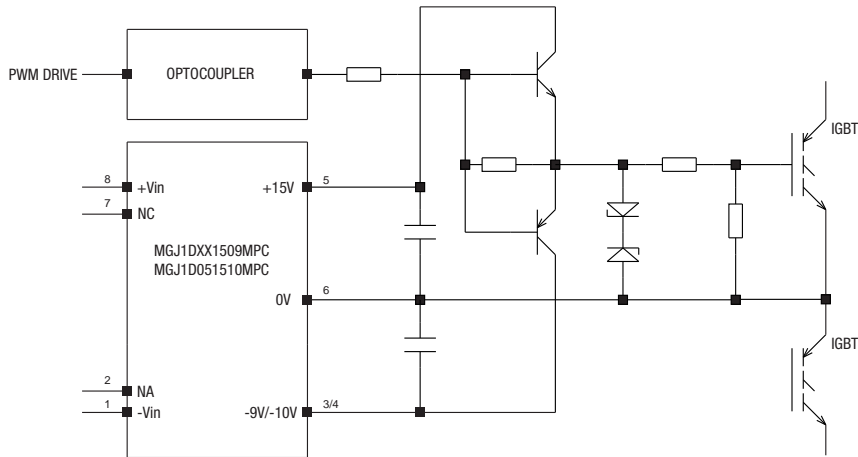 PWM DRIVE
OPTOCOUPLER
IGBT
8
+Vin
+15V
5
7
NC
MGJ1DXX1509MPC
MGJ1D051510MPC
0V
6
IGBT
2
NA
1
-Vin
-9V/-10V
3/4